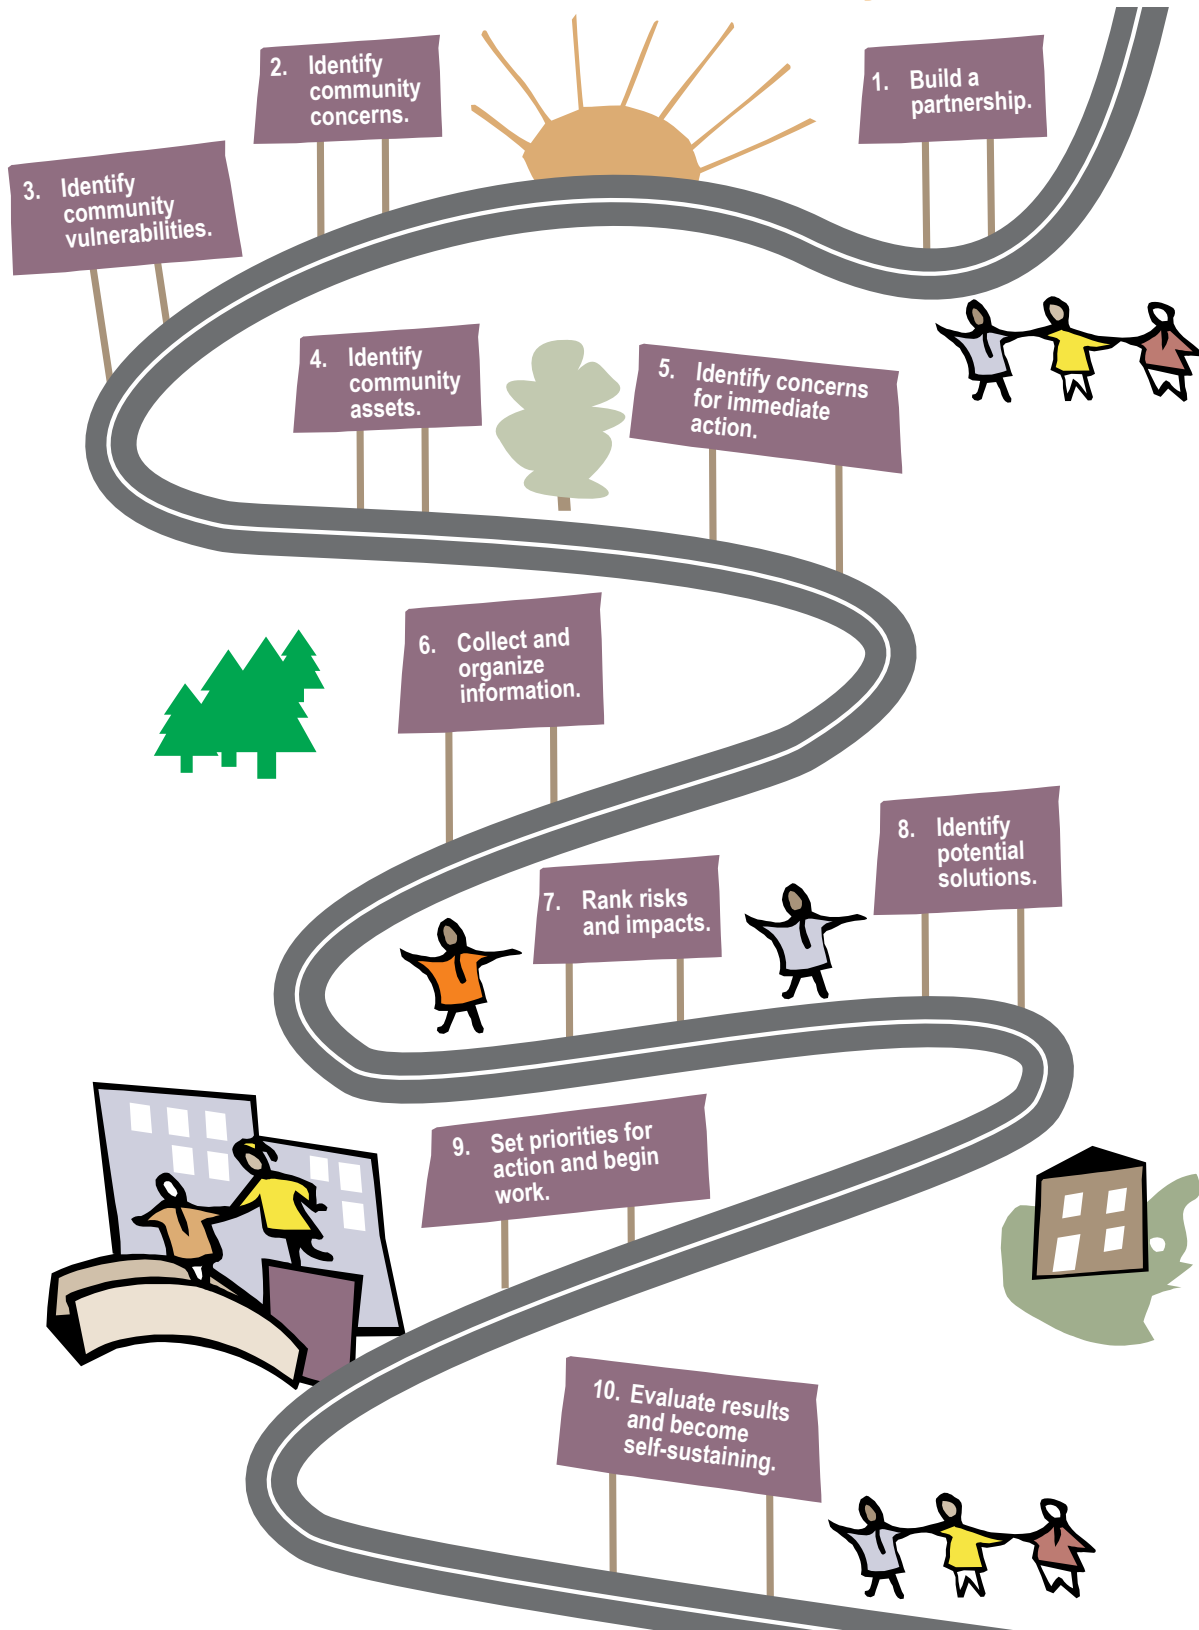 1. Build a
partnership.
2. Identify
community
concerns.
3. Identify
community
vulnerabilities.
4. Identify
community
assets.
5. Identify concerns
for immediate
action.
6. Collect and
organize
information.
7. Rank risks
and impacts.
8. Identify
potential
solutions.
9. Set priorities for
action and begin
work.
10. Evaluate results
and become
self-sustaining.